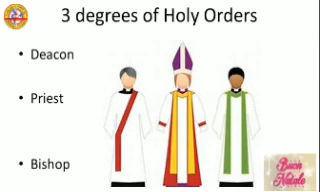 3 degrees of Holy Orders
• Deacon
• Priest
• Bishop
Buon
Natale